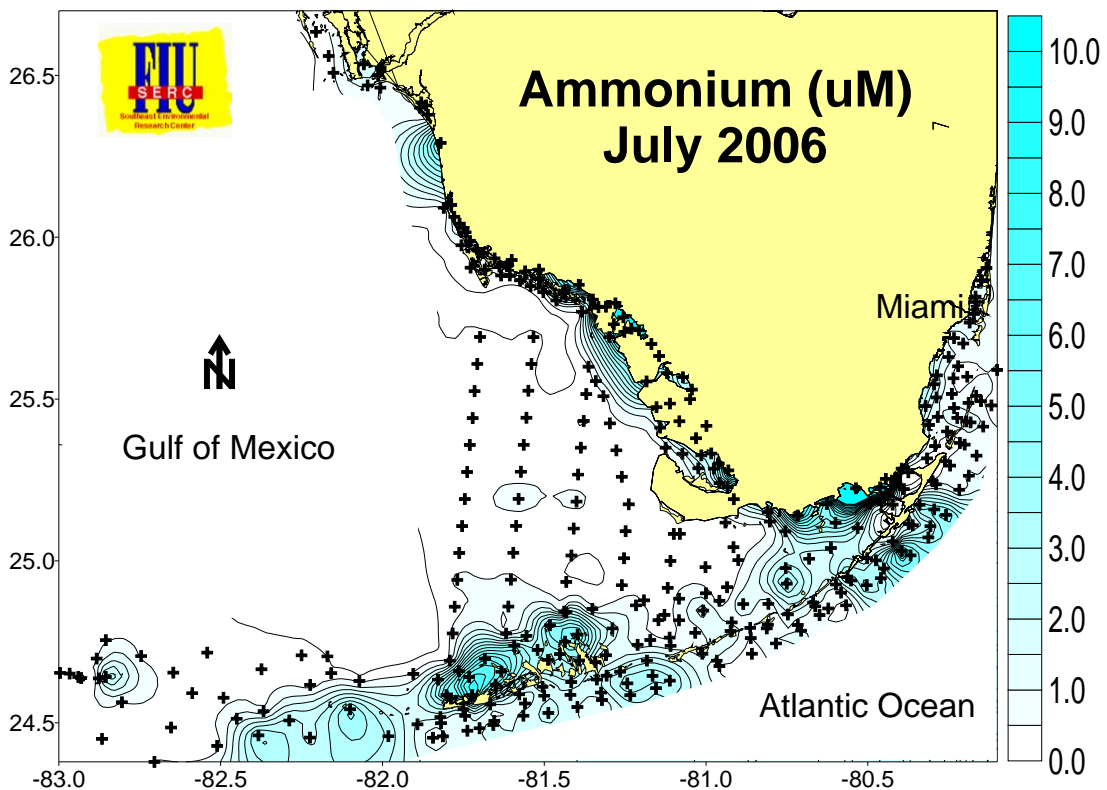 FIU
SERC
Southeast Environmental
Research Center
Ammonium (uM)
July 2006
Miami
N
Gulf of Mexico
Atlantic Ocean
26.5
26.0
25.5
25.0
24.5
-83.0
-82.5
-82.0
-81.5
-81.0
-80.5
10.0
9.0
8.0
7.0
6.0
5.0
4.0
3.0
2.0
1.0
0.0